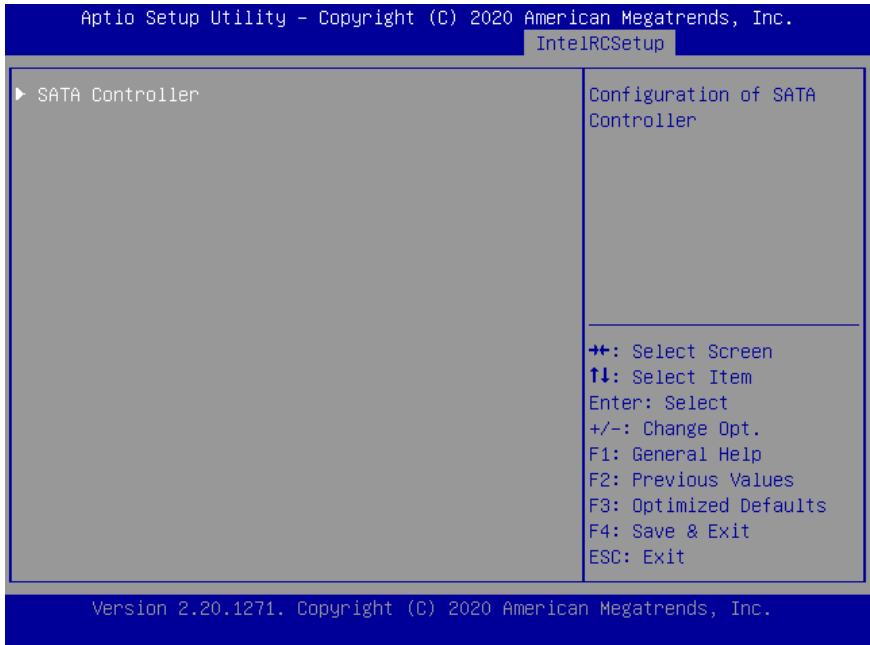 Aptio Setup Utility – Copyright (C) 2020 American Megatrends, Inc.
IntelRCSetup
▶ SATA Controller
Configuration of SATA
Controller
→←: Select Screen
↑↓: Select Item
Enter: Select
+/-: Change Opt.
F1: General Help
F2: Previous Values
F3: Optimized Defaults
F4: Save & Exit
ESC: Exit
Version 2.20.1271. Copyright (C) 2020 American Megatrends, Inc.